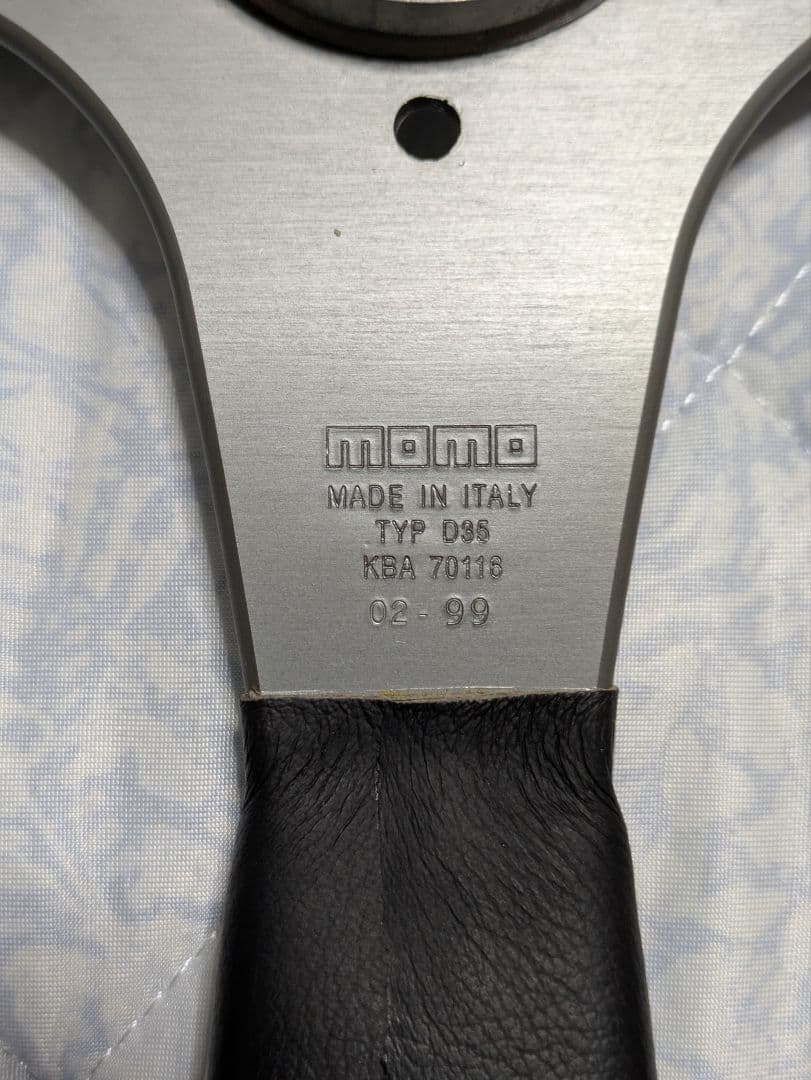 momo
MADE IN ITALY
TYP D35
KBA 70116
02-99